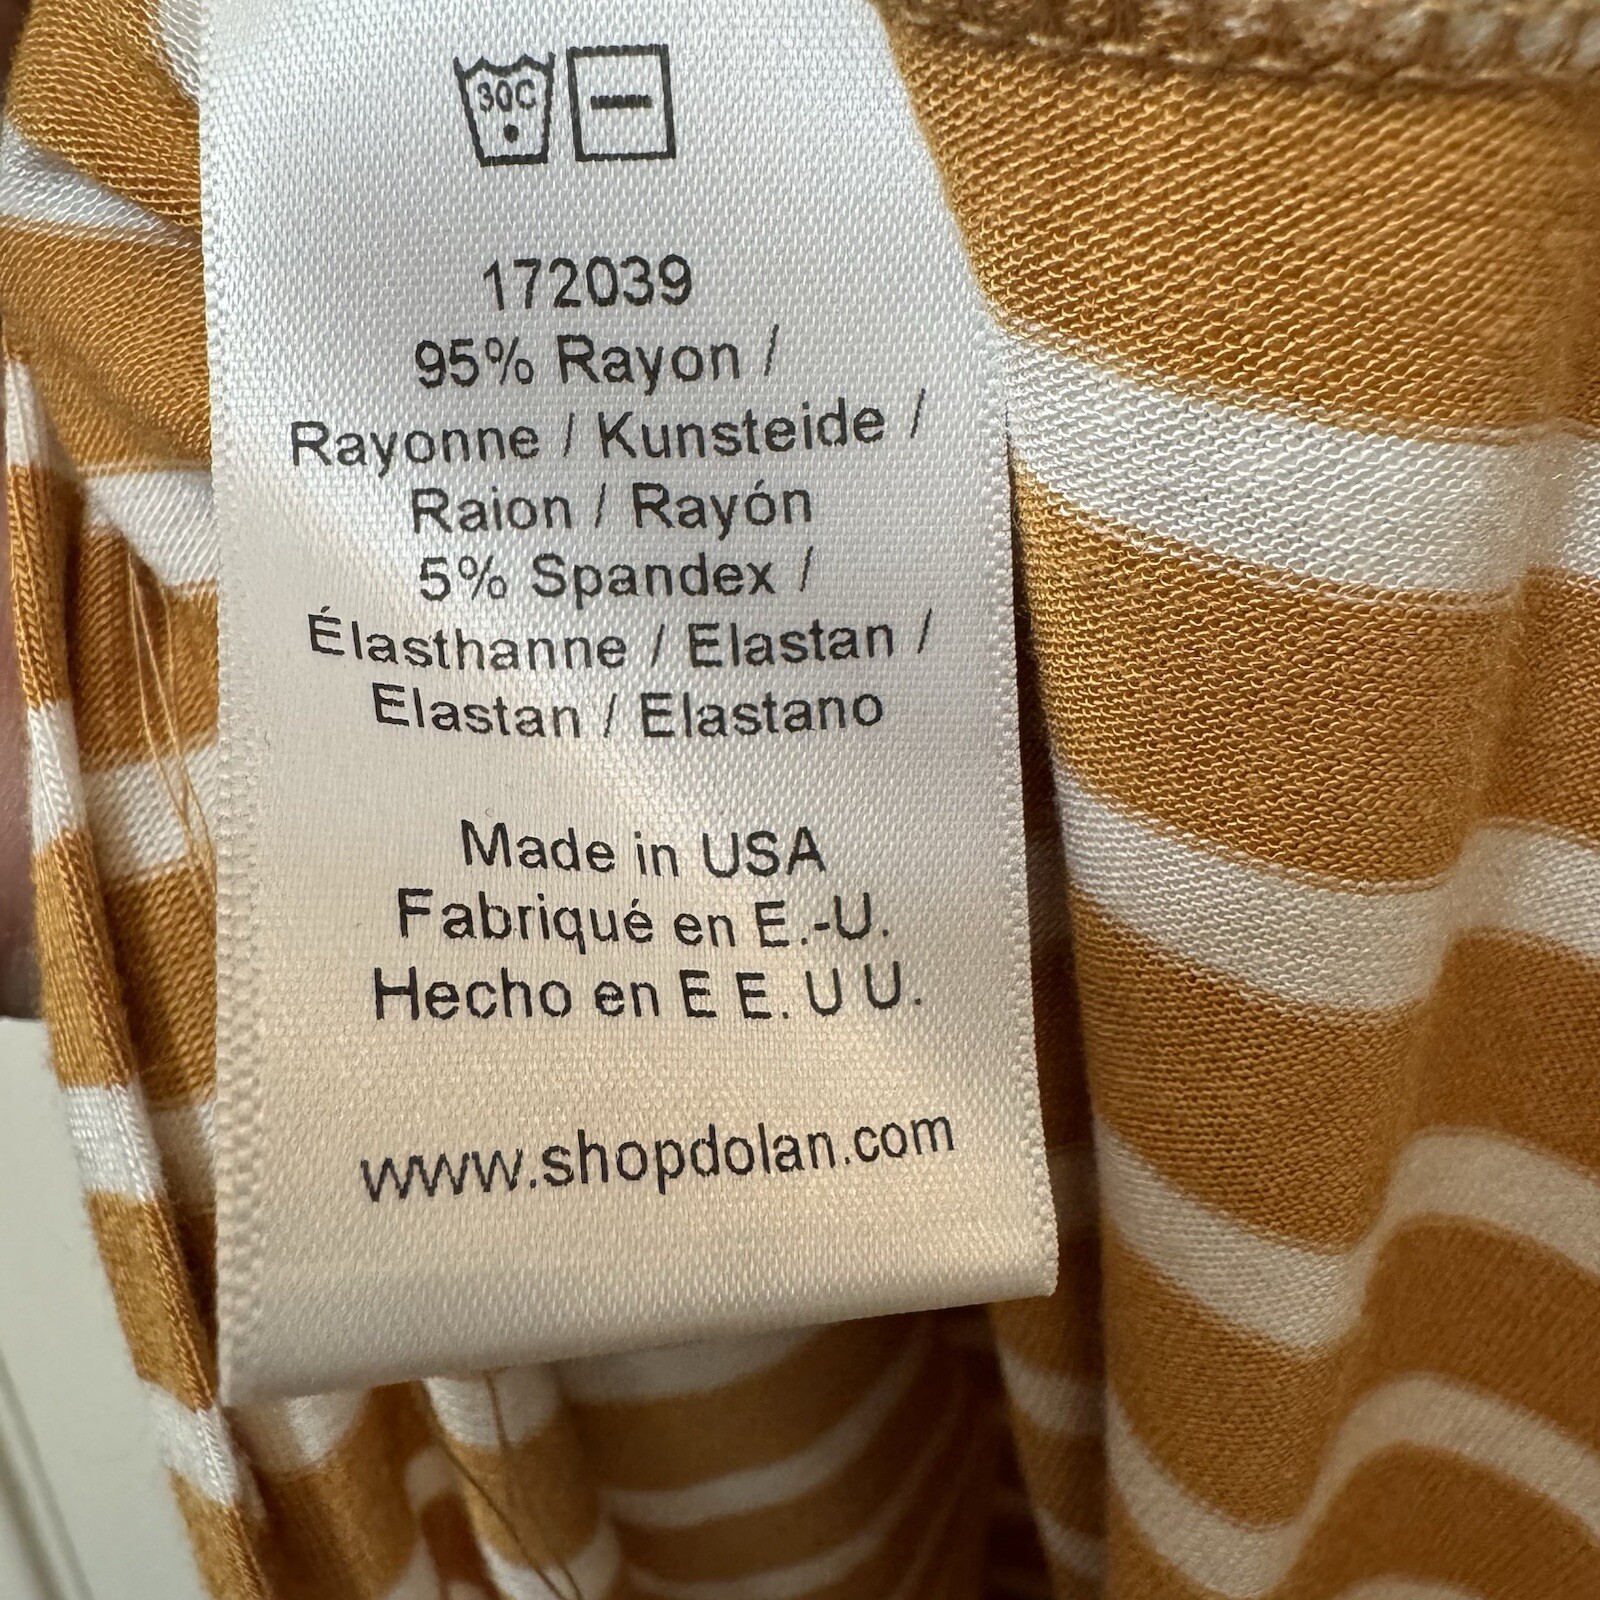 30C
172039
95% Rayon /
Rayonne / Kunsteide /
Raion / Rayón
5% Spandex /
Élasthanne / Elastan /
Elastan / Elastano
Made in USA
Fabriqué en E.-U.
Hecho en E E. U U.
www.shopdolan.com